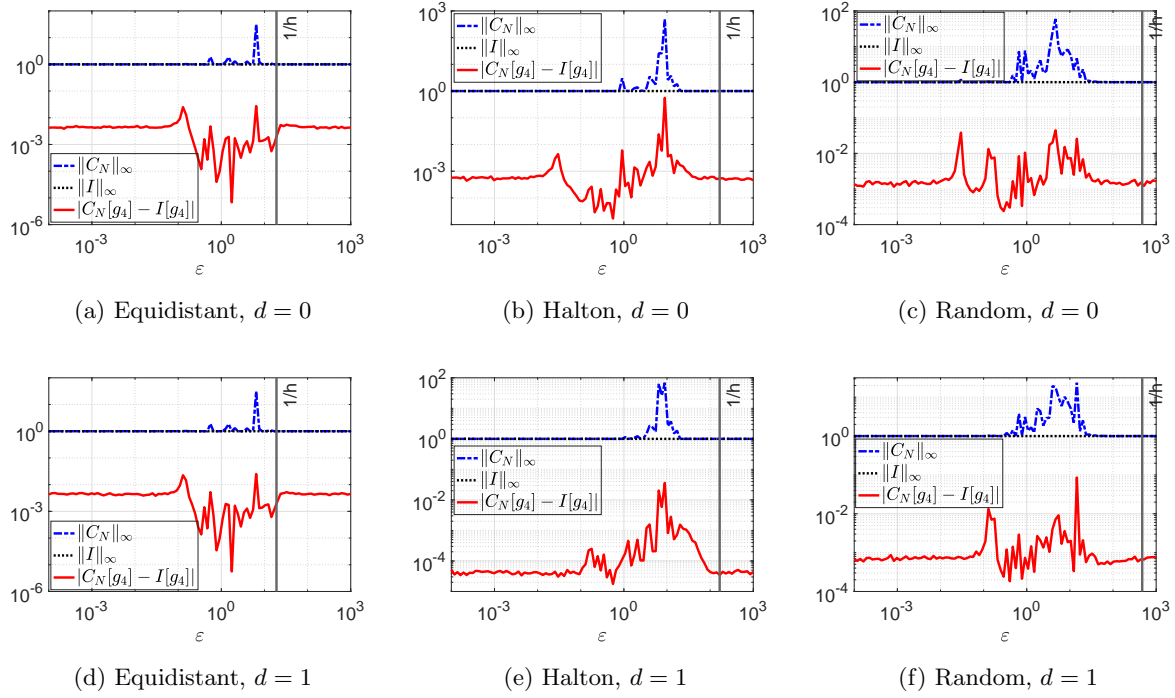 10^0
10^{-3}
10^{-6}
10^{-3}
10^0
10^3
ε
1/h
‖C_N‖_∞
‖I‖_∞
|C_N[g_4] − I[g_4]|
(a) Equidistant, d = 0
10^3
10^0
10^{-3}
10^{-3}
10^0
10^3
ε
1/h
‖C_N‖_∞
‖I‖_∞
|C_N[g_4] − I[g_4]|
(b) Halton, d = 0
10^2
10^0
10^{-2}
10^{-4}
10^{-3}
10^0
10^3
ε
1/h
‖C_N‖_∞
‖I‖_∞
|C_N[g_4] − I[g_4]|
(c) Random, d = 0
10^0
10^{-3}
10^{-6}
10^{-3}
10^0
10^3
ε
1/h
‖C_N‖_∞
‖I‖_∞
|C_N[g_4] − I[g_4]|
(d) Equidistant, d = 1
10^2
10^0
10^{-2}
10^{-4}
10^{-3}
10^0
10^3
ε
1/h
‖C_N‖_∞
‖I‖_∞
|C_N[g_4] − I[g_4]|
(e) Halton, d = 1
10^0
10^{-2}
10^{-4}
10^{-3}
10^0
10^3
ε
1/h
‖C_N‖_∞
‖I‖_∞
|C_N[g_4] − I[g_4]|
(f) Random, d = 1